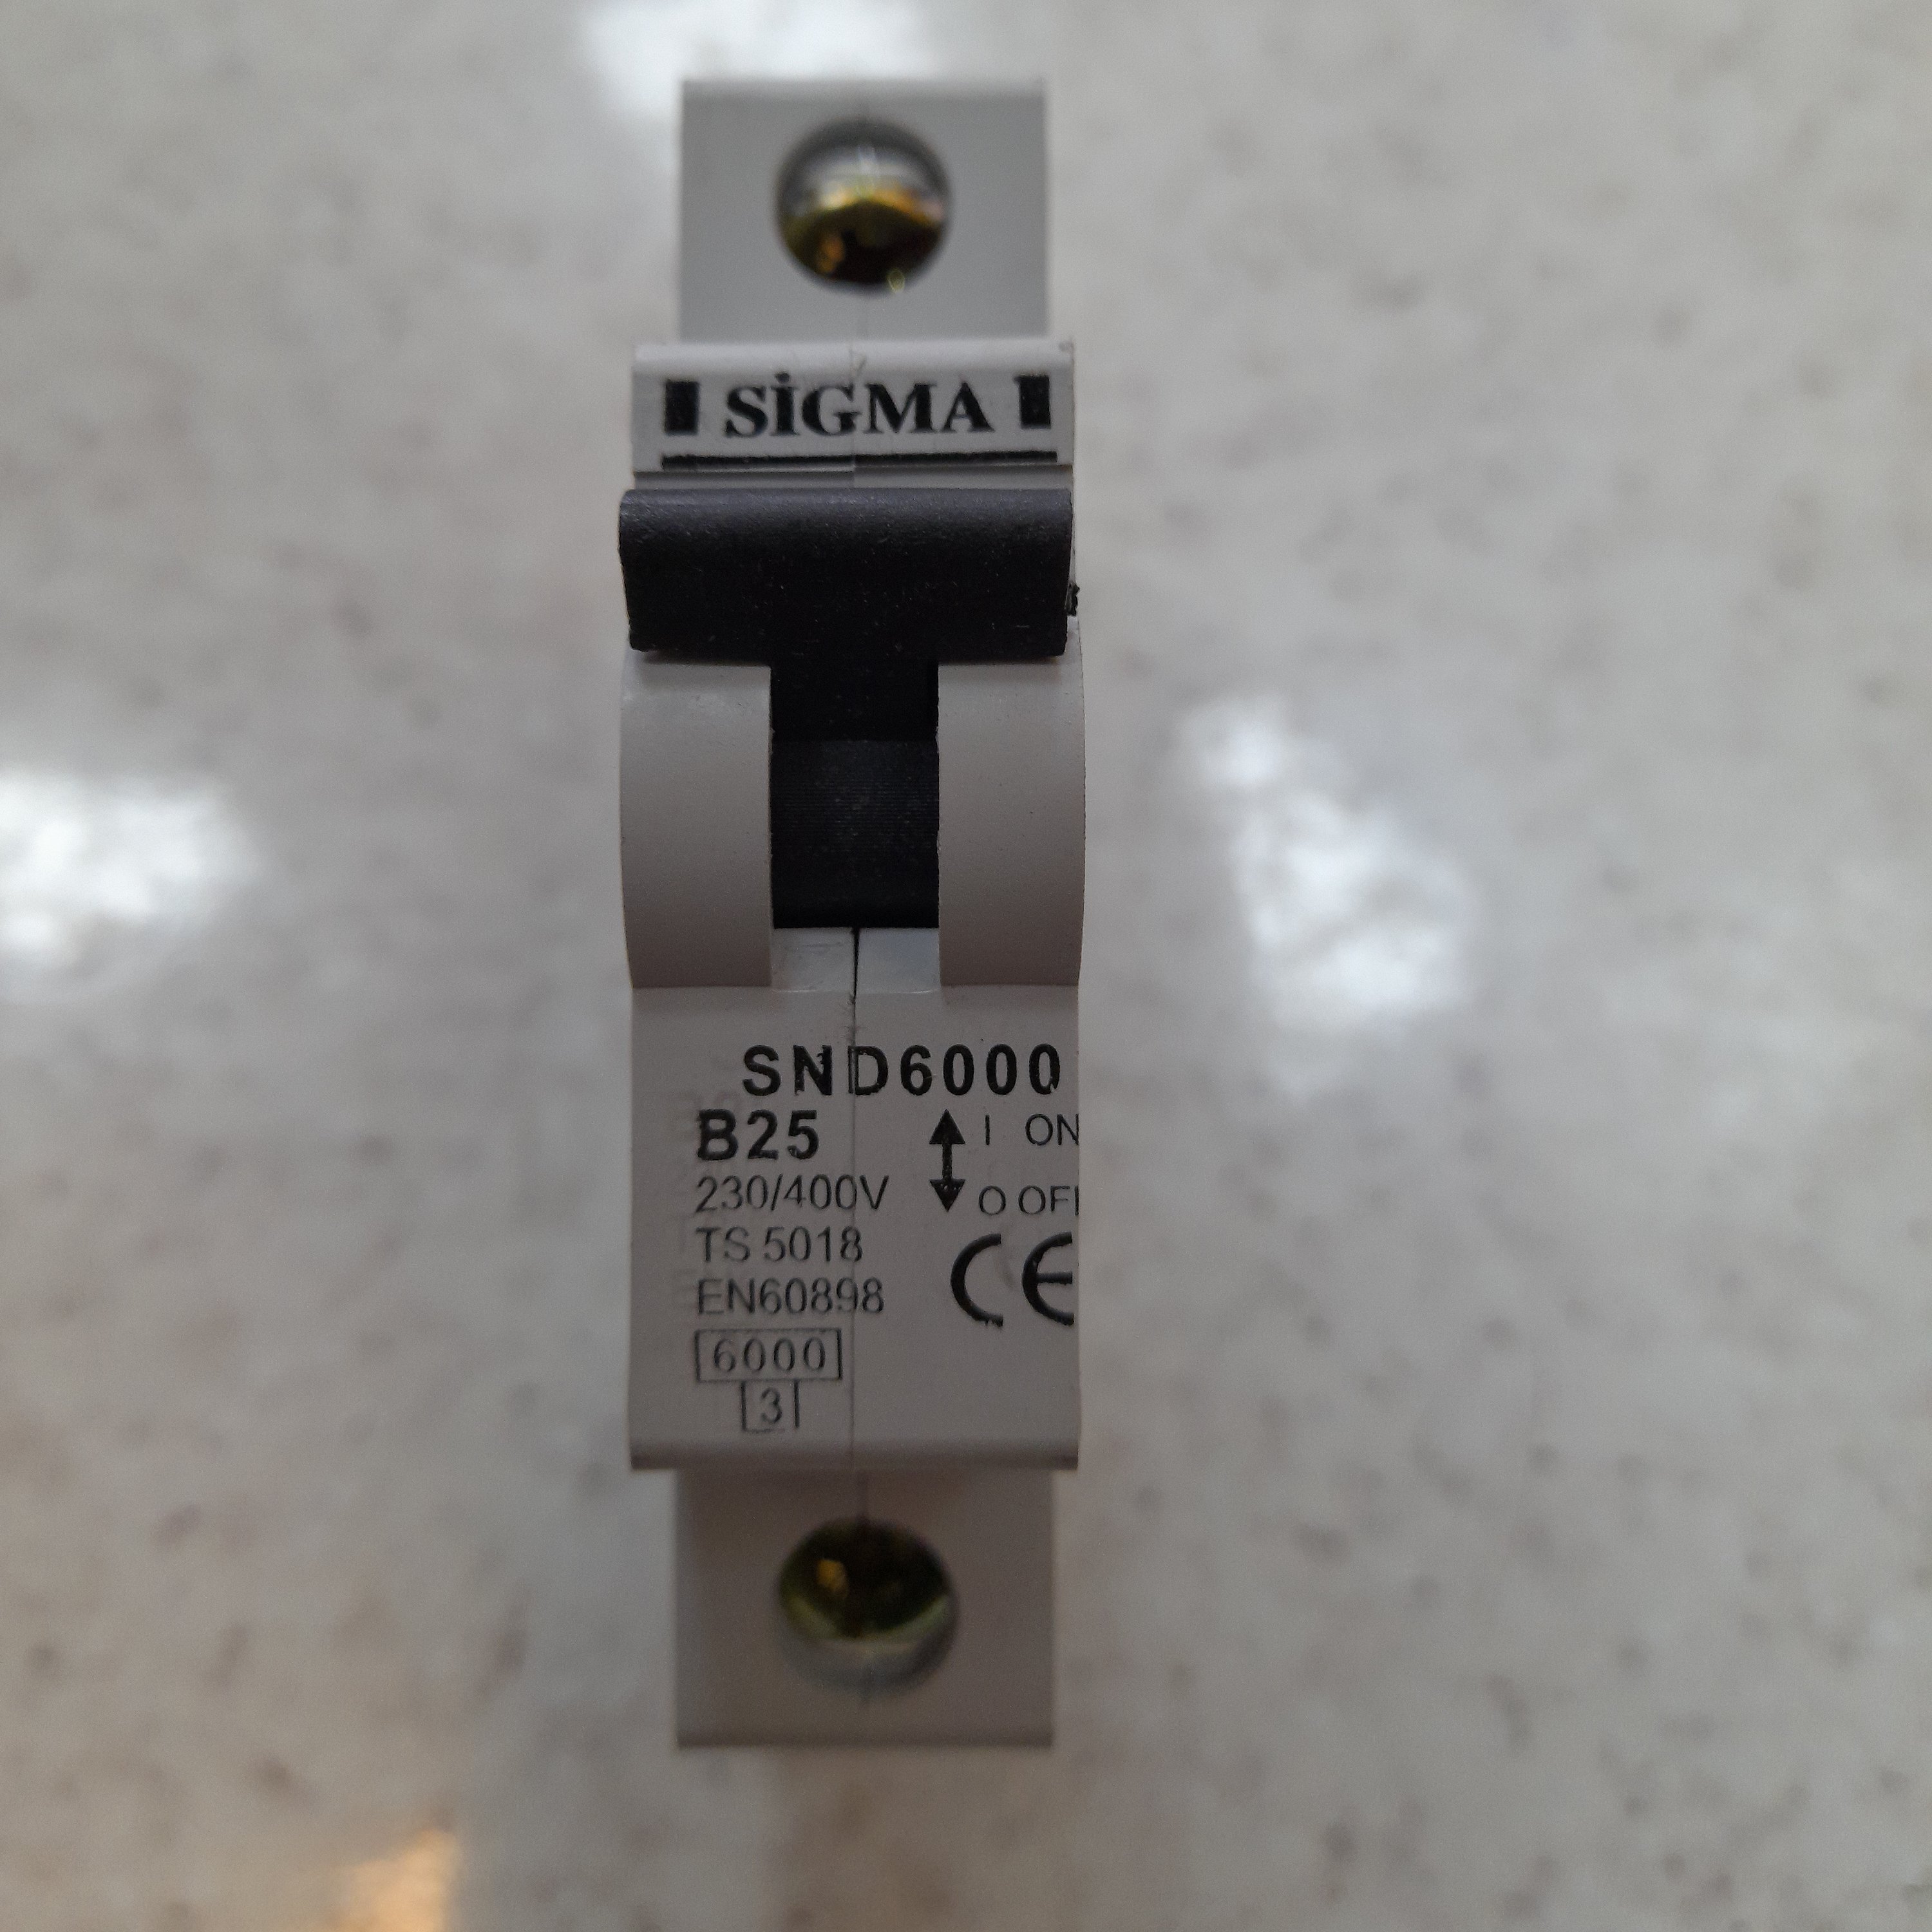 SİGMA
SND6000
B25
I ON
230/400V
O OFF
TS 5018
EN60898
CE
6000
3